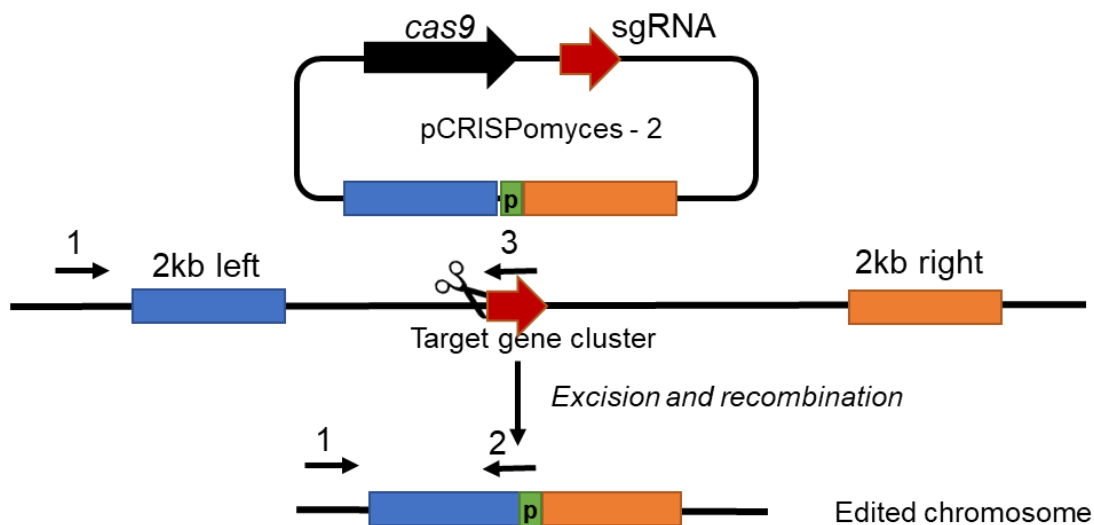 cas9
sgRNA
pCRISPomyces - 2
p
1
3
2kb left
2kb right
Target gene cluster
Excision and recombination
1
2
p
Edited chromosome